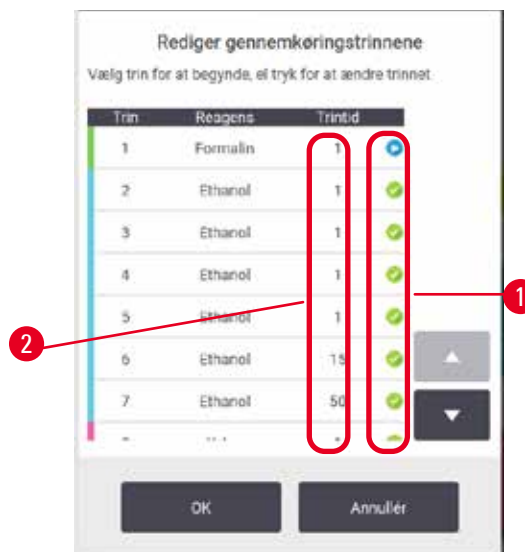 Rediger gennemkøringstrinnene
Vælg trin for at begynde, el tryk for at ændre trinnet
Trin Reagens Trintid
1 Formalin 1
2 Ethanol 1
3 Ethanol 1
4 Ethanol 1
5 Ethanol 1
6 Ethanol 15
7 Ethanol 50
OK Annullér
1
2